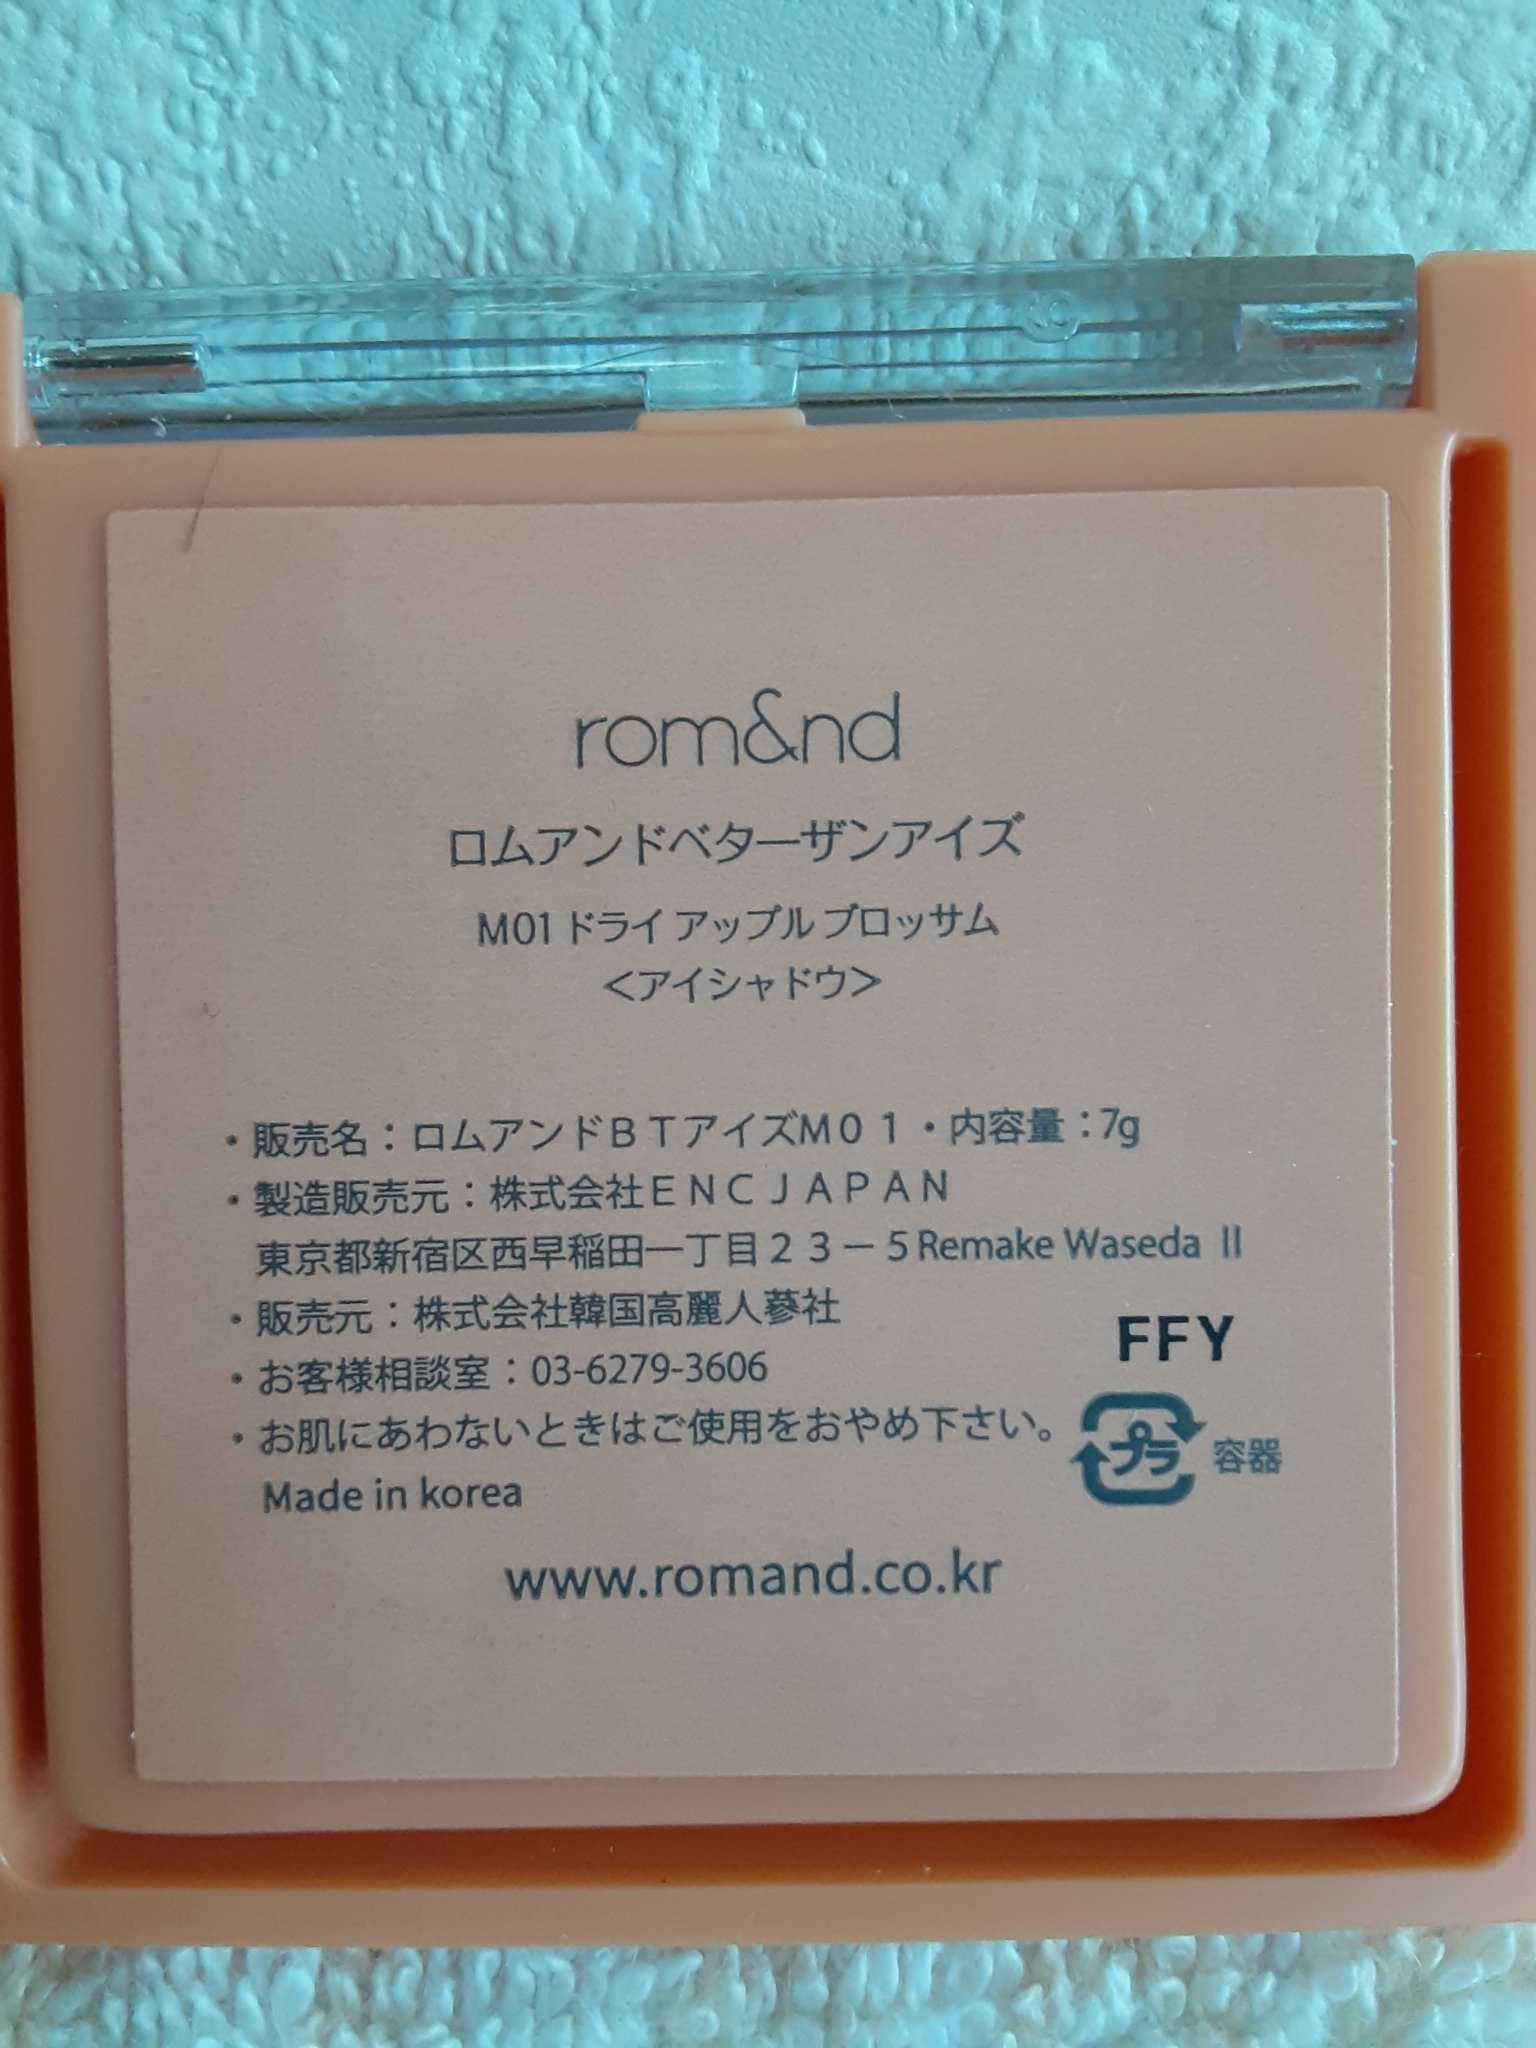 rom&nd
ロムアンドベターザンアイズ
M01 ドライ アップル ブロッサム
<アイシャドウ>
・販売名：ロムアンドＢＴアイズM０１・内容量：7g
・製造販売元：株式会社ＥＮＣＪＡＰＡＮ
東京都新宿区西早稲田一丁目２３－５Remake Waseda Ⅱ
・販売元：株式会社韓国高麗人蔘社
・お客様相談室：03-6279-3606
・お肌にあわないときはご使用をおやめ下さい。
Made in korea
FFY
プラ 容器
www.romand.co.kr